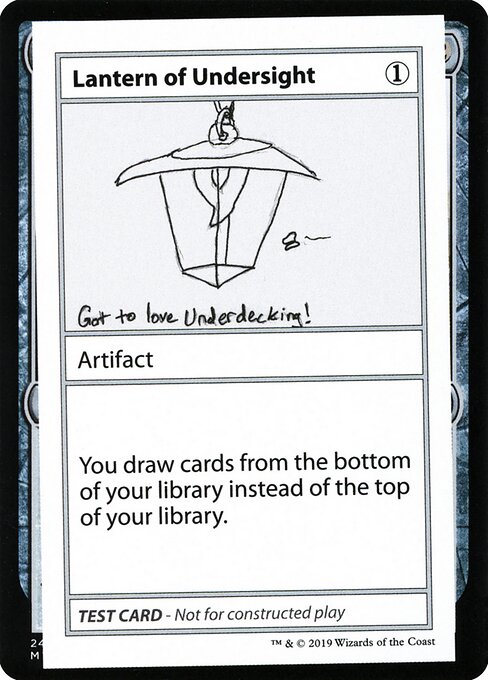 Lantern of Undersight 1
Got to love Underdecking!
Artifact
You draw cards from the bottom
of your library instead of the top
of your library.
TEST CARD - Not for constructed play
24
M
™ & © 2019 Wizards of the Coast